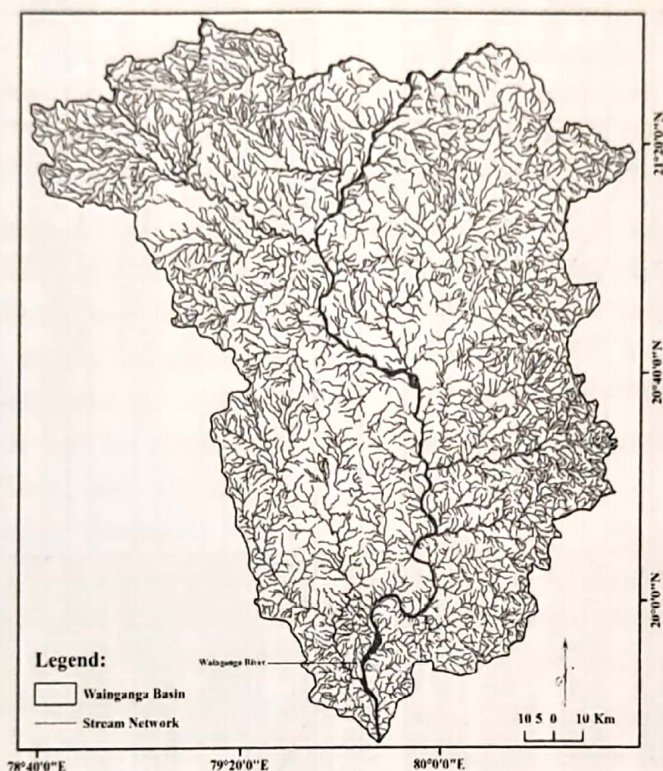 21°20'0"N
20°40'0"N
20°0'0"N
Legend:
Wainganga Basin
Stream Network
Wainganga River
10 5 0 10 Km
78°40'0"E
79°20'0"E
80°0'0"E